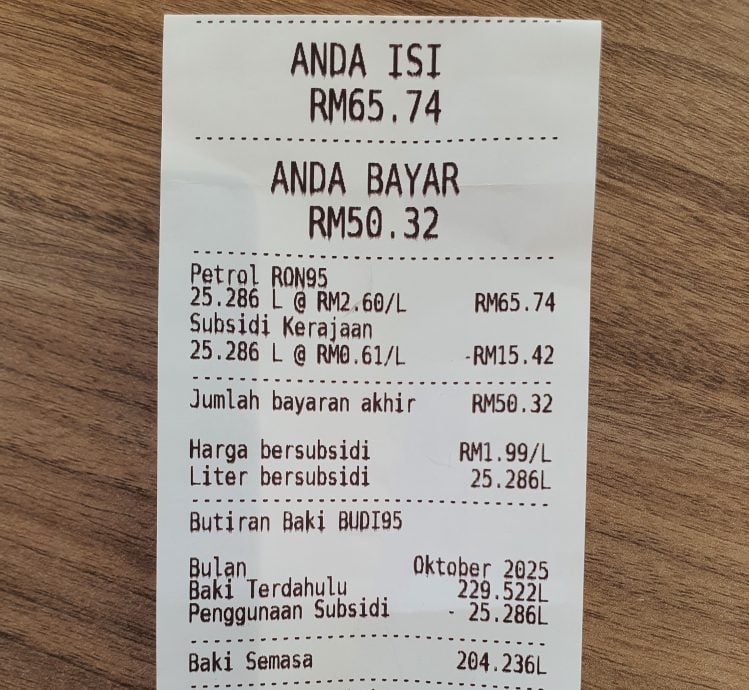 ANDA ISI
RM65.74
ANDA BAYAR
RM50.32
Petrol RON95
25.286 L @ RM2.60/L RM65.74
Subsidi Kerajaan
25.286 L @ RM0.61/L -RM15.42
Jumlah bayaran akhir RM50.32
Harga bersubsidi RM1.99/L
Liter bersubsidi 25.286L
Butiran Baki BUDI95
Bulan Oktober 2025
Baki Terdahulu 229.522L
Penggunaan Subsidi - 25.286L
Baki Semasa 204.236L